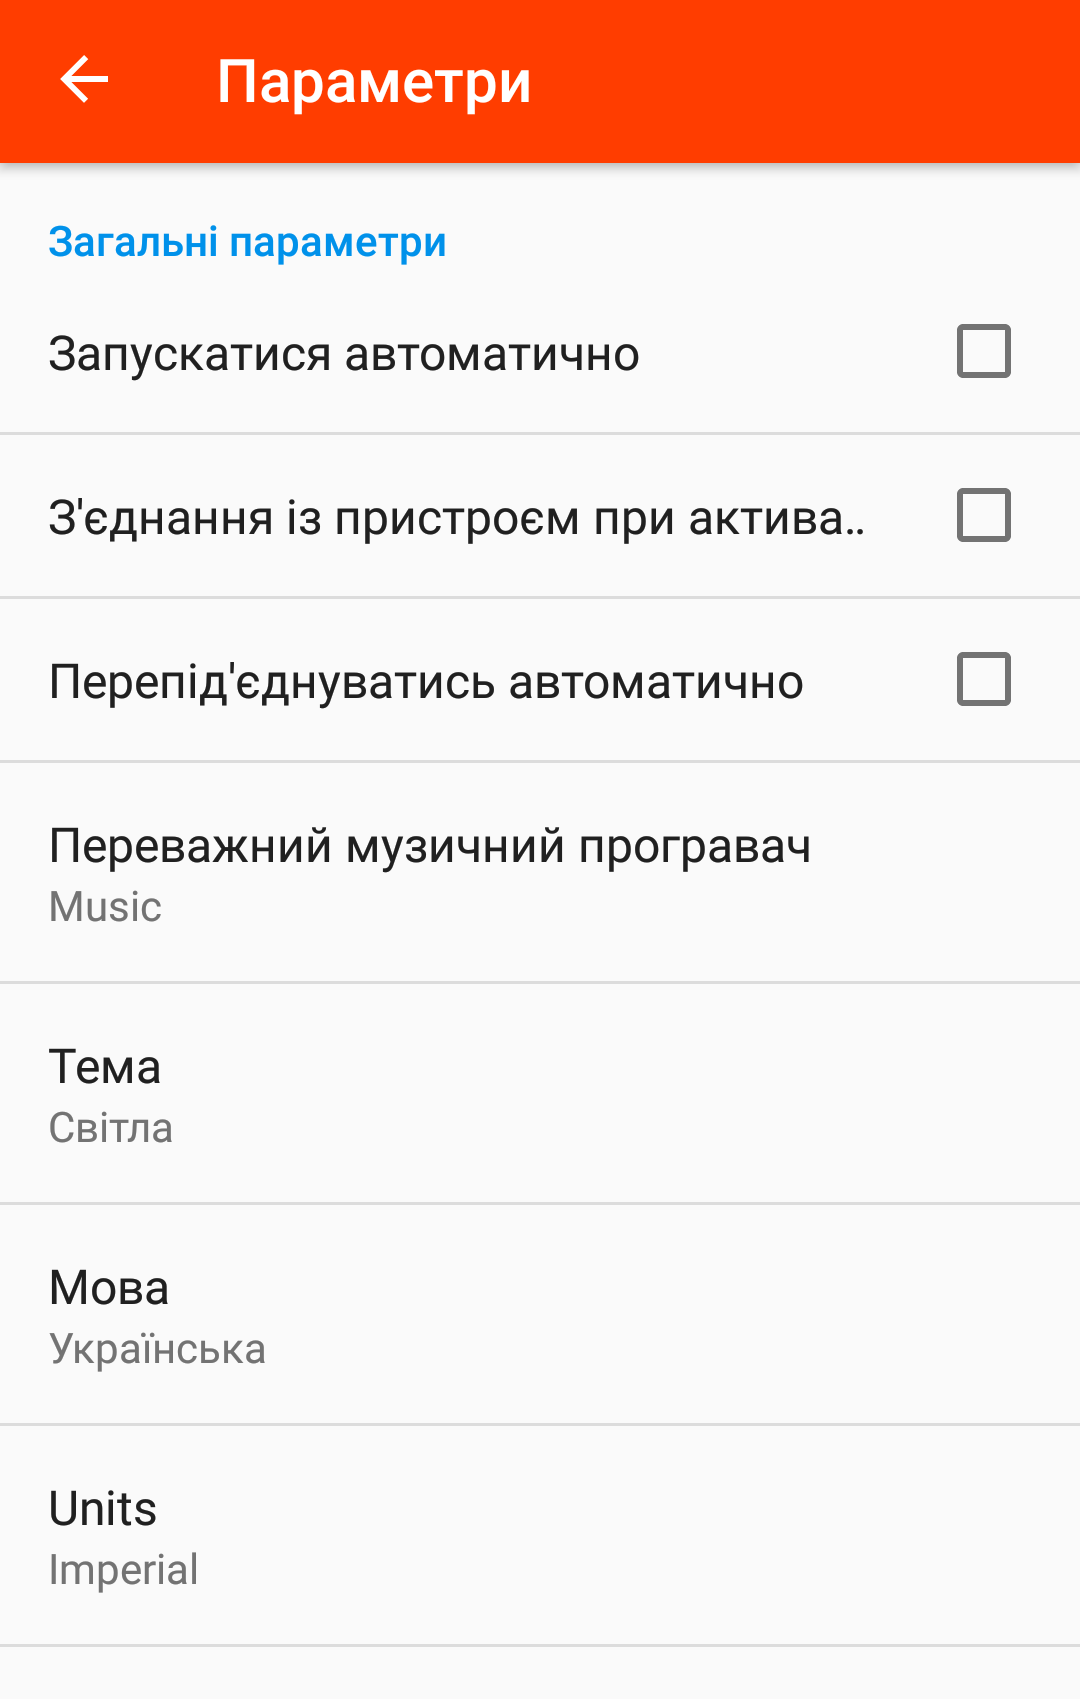 Параметри
Загальні параметри
Запускатися автоматично
З'єднання із пристроєм при актива..
Перепід'єднуватись автоматично
Переважний музичний програвач
Music
Тема
Світла
Мова
Українська
Units
Imperial